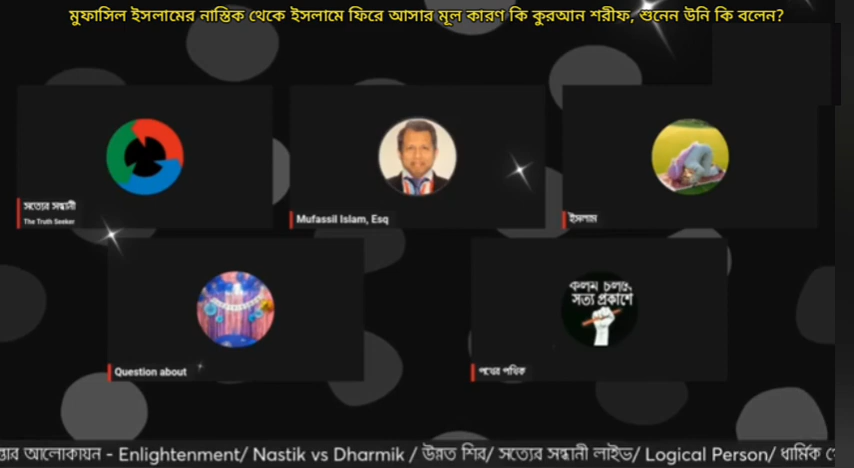 মুফাসিল ইসলামের নাস্তিক থেকে ইসলামে ফিরে আসার মূল কারণ কি কুরআন শরীফ, শুনেন উনি কি বলেন?
সত্যের সন্ধানী
The Truth Seeker
Mufassil Islam, Esq
ইসলাম
কলম চলবে,
সত্য প্রকাশে
Question about
পথের পথিক
আলোকায়ন - Enlightenment/ Nastik vs Dharmik / উন্নত শির/ সত্যের সন্ধানী লাইভ/ Logical Person/ ধার্মিক